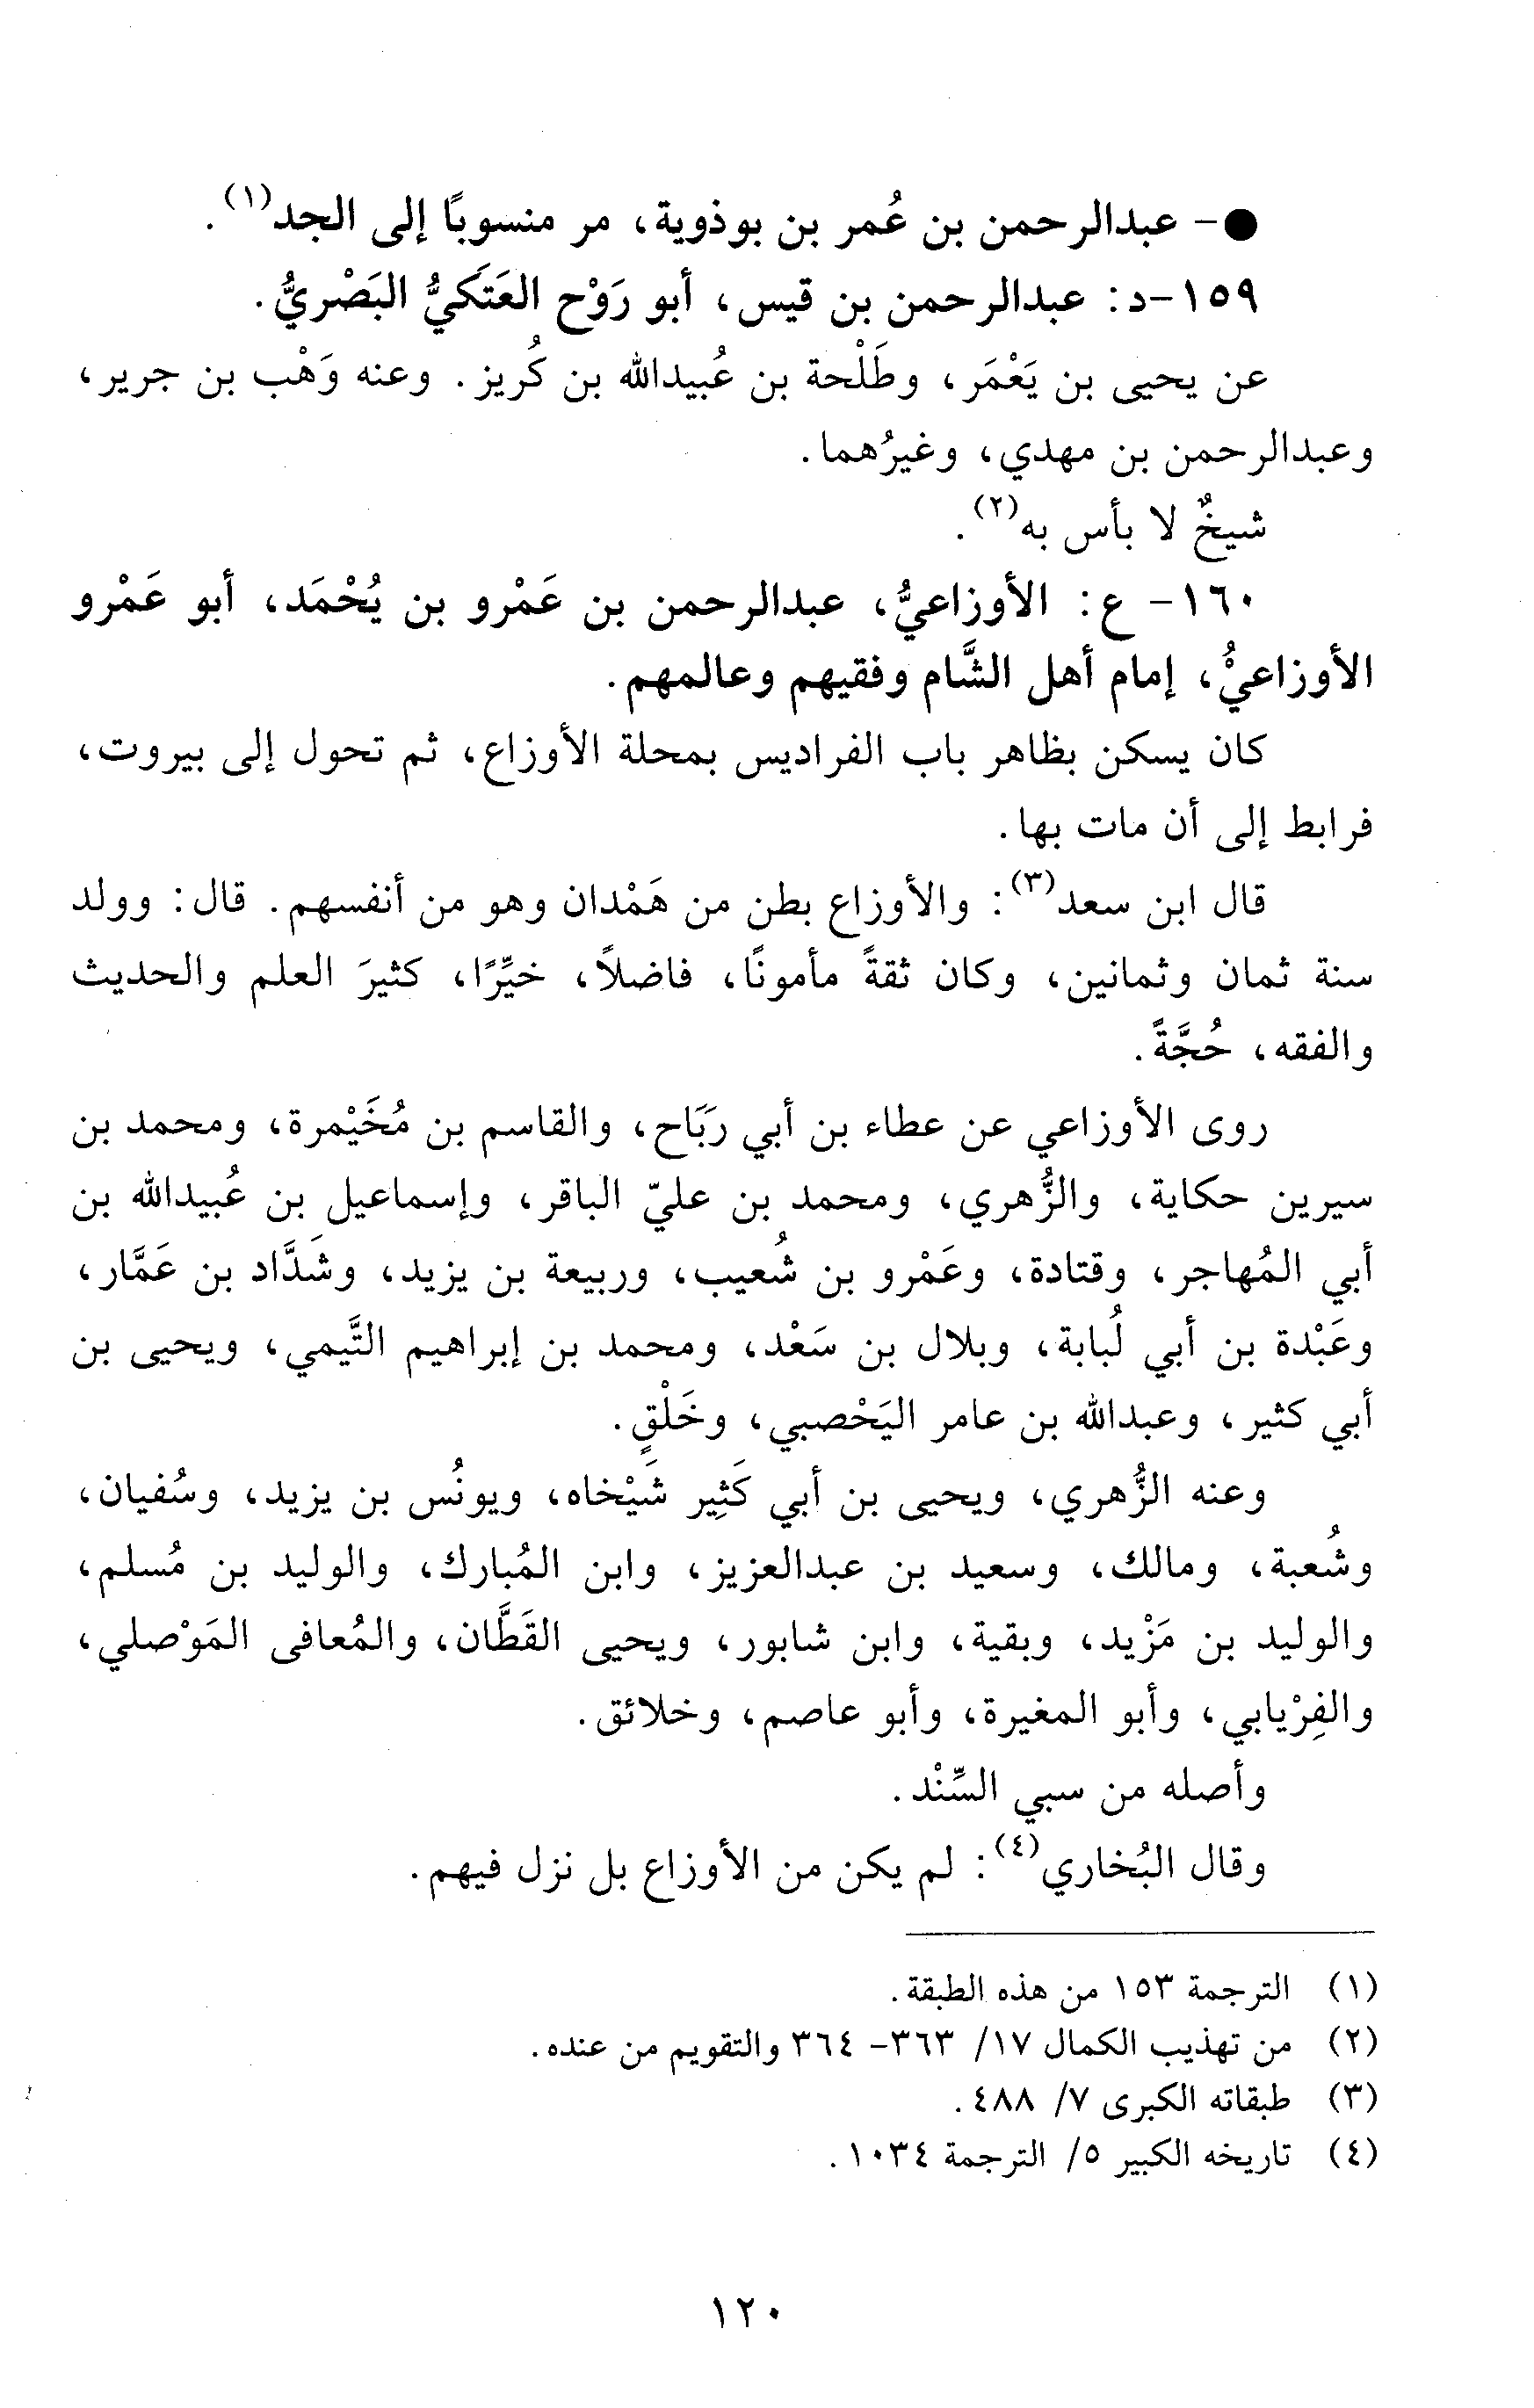 ● - عبدالرحمن بن عُمر بن بوذوية، مر منسوبًا إلى الجد(١).
١٥٩-د: عبدالرحمن بن قيس، أبو رَوْح العَتَكيُّ البَصْريُّ.
عن يحيى بن يَعْمَر، وطَلْحة بن عُبيدالله بن كُريز. وعنه وَهْب بن جرير،
وعبدالرحمن بن مهدي، وغيرُهما.
شيخٌ لا بأس به(٢).
١٦٠- ع: الأوزاعيُّ، عبدالرحمن بن عَمْرو بن يُحْمَد، أبو عَمْرو
الأوزاعيُّ، إمام أهل الشَّام وفقيهم وعالمهم.
كان يسكن بظاهر باب الفراديس بمحلة الأوزاع، ثم تحول إلى بيروت،
فرابط إلى أن مات بها.
قال ابن سعد(٣): والأوزاع بطن من هَمْدان وهو من أنفسهم. قال: وولد
سنة ثمان وثمانين، وكان ثقةً مأمونًا، فاضلاً، خيِّرًا، كثيرَ العلم والحديث
والفقه، حُجَّةً.
روى الأوزاعي عن عطاء بن أبي رَبَاح، والقاسم بن مُخَيْمرة، ومحمد بن
سيرين حكاية، والزُّهري، ومحمد بن عليّ الباقر، وإسماعيل بن عُبيدالله بن
أبي المُهاجر، وقتادة، وعَمْرو بن شُعيب، وربيعة بن يزيد، وشَدَّاد بن عَمَّار،
وعَبْدة بن أبي لُبابة، وبلال بن سَعْد، ومحمد بن إبراهيم التَّيمي، ويحيى بن
أبي كثير، وعبدالله بن عامر اليَحْصبي، وخَلْقٍ.
وعنه الزُّهري، ويحيى بن أبي كَثِير شَيْخاه، ويونُس بن يزيد، وسُفيان،
وشُعبة، ومالك، وسعيد بن عبدالعزيز، وابن المُبارك، والوليد بن مُسلم،
والوليد بن مَزْيد، وبقية، وابن شابور، ويحيى القَطَّان، والمُعافى المَوْصلي،
والفِرْيابي، وأبو المغيرة، وأبو عاصم، وخلائق.
وأصله من سبي السِّنْد.
وقال البُخاري(٤): لم يكن من الأوزاع بل نزل فيهم.
(١) الترجمة ١٥٣ من هذه الطبقة.
(٢) من تهذيب الكمال ١٧/ ٣٦٣- ٣٦٤ والتقويم من عنده.
(٣) طبقاته الكبرى ٧/ ٤٨٨.
(٤) تاريخه الكبير ٥/ الترجمة ١٠٣٤.
١٢٠